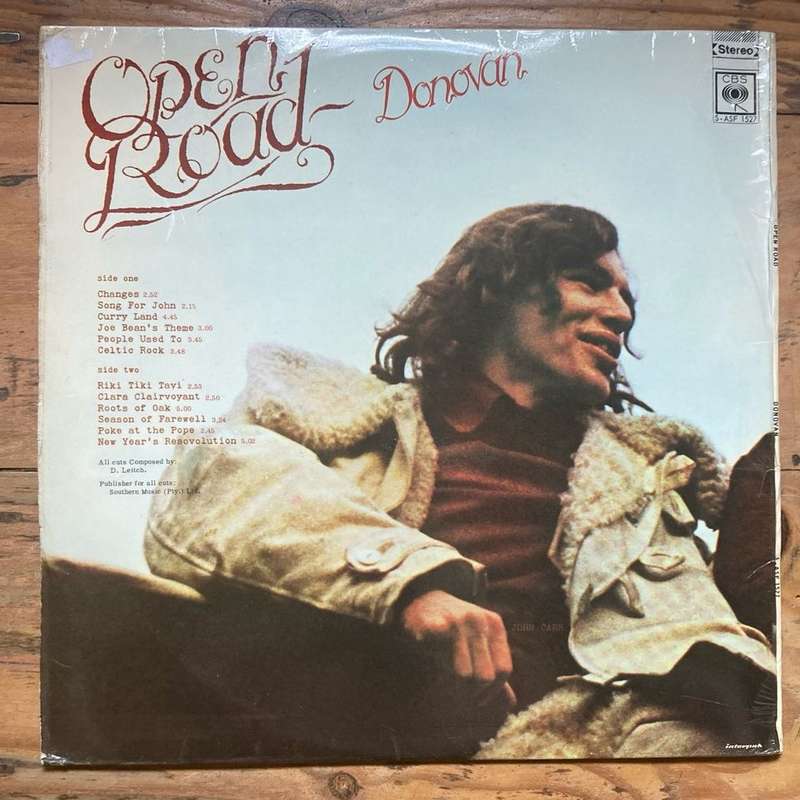 Open Road
Donovan
Stereo
CBS
S-ASF 1527
side one
Changes 2.52
Song For John 2.15
Curry Land 4.45
Joe Bean's Theme 3.00
People Used To 3.45
Celtic Rock 3.48
side two
Riki Tiki Tavi 2.53
Clara Clairvoyant 2.50
Roots of Oak 5.00
Season of Farewell 3.24
Poke at the Pope 2.45
New Year's Resovolution 5.02
All cuts Composed by:
D. Leitch.
Publisher for all cuts:
Southern Music (Pty.) Ltd.
OPEN ROAD
DONOVAN
JOHN CARR
interpak